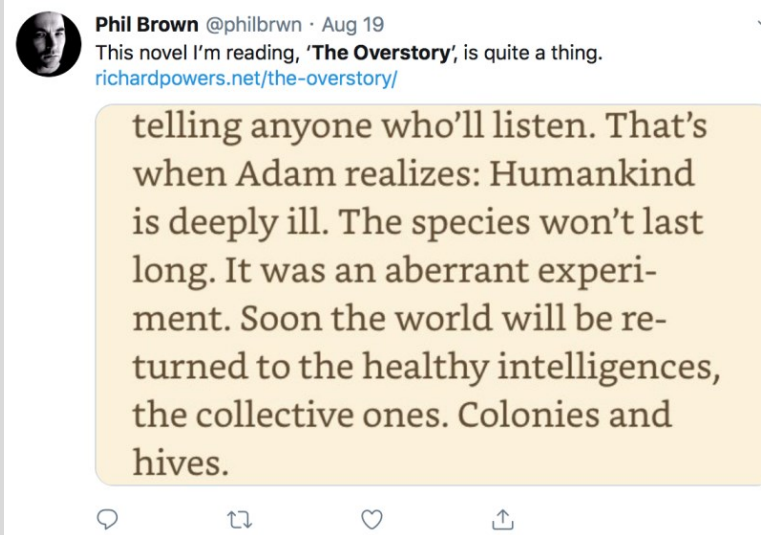 Phil Brown @philbrwn · Aug 19
This novel I’m reading, ‘The Overstory’, is quite a thing.
richardpowers.net/the-overstory/
telling anyone who’ll listen. That’s
when Adam realizes: Humankind
is deeply ill. The species won’t last
long. It was an aberrant experi-
ment. Soon the world will be re-
turned to the healthy intelligences,
the collective ones. Colonies and
hives.